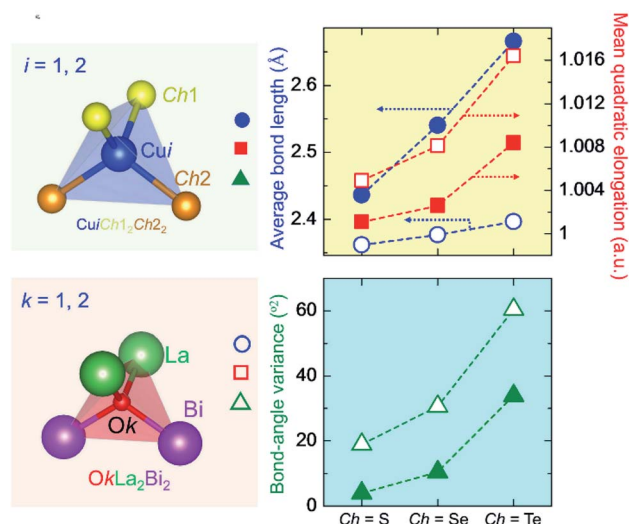 i = 1, 2
Ch1
Cui
Ch2
CuiCh1₂Ch2₂
Average bond length (Å)
2.6
2.5
2.4
1.016
1.012
1.008
1.004
1
Mean quadratic elongation (a.u.)
k = 1, 2
La
Ok
Bi
OkLa₂Bi₂
Bond-angle variance (°2)
60
40
20
0
Ch = S
Ch = Se
Ch = Te